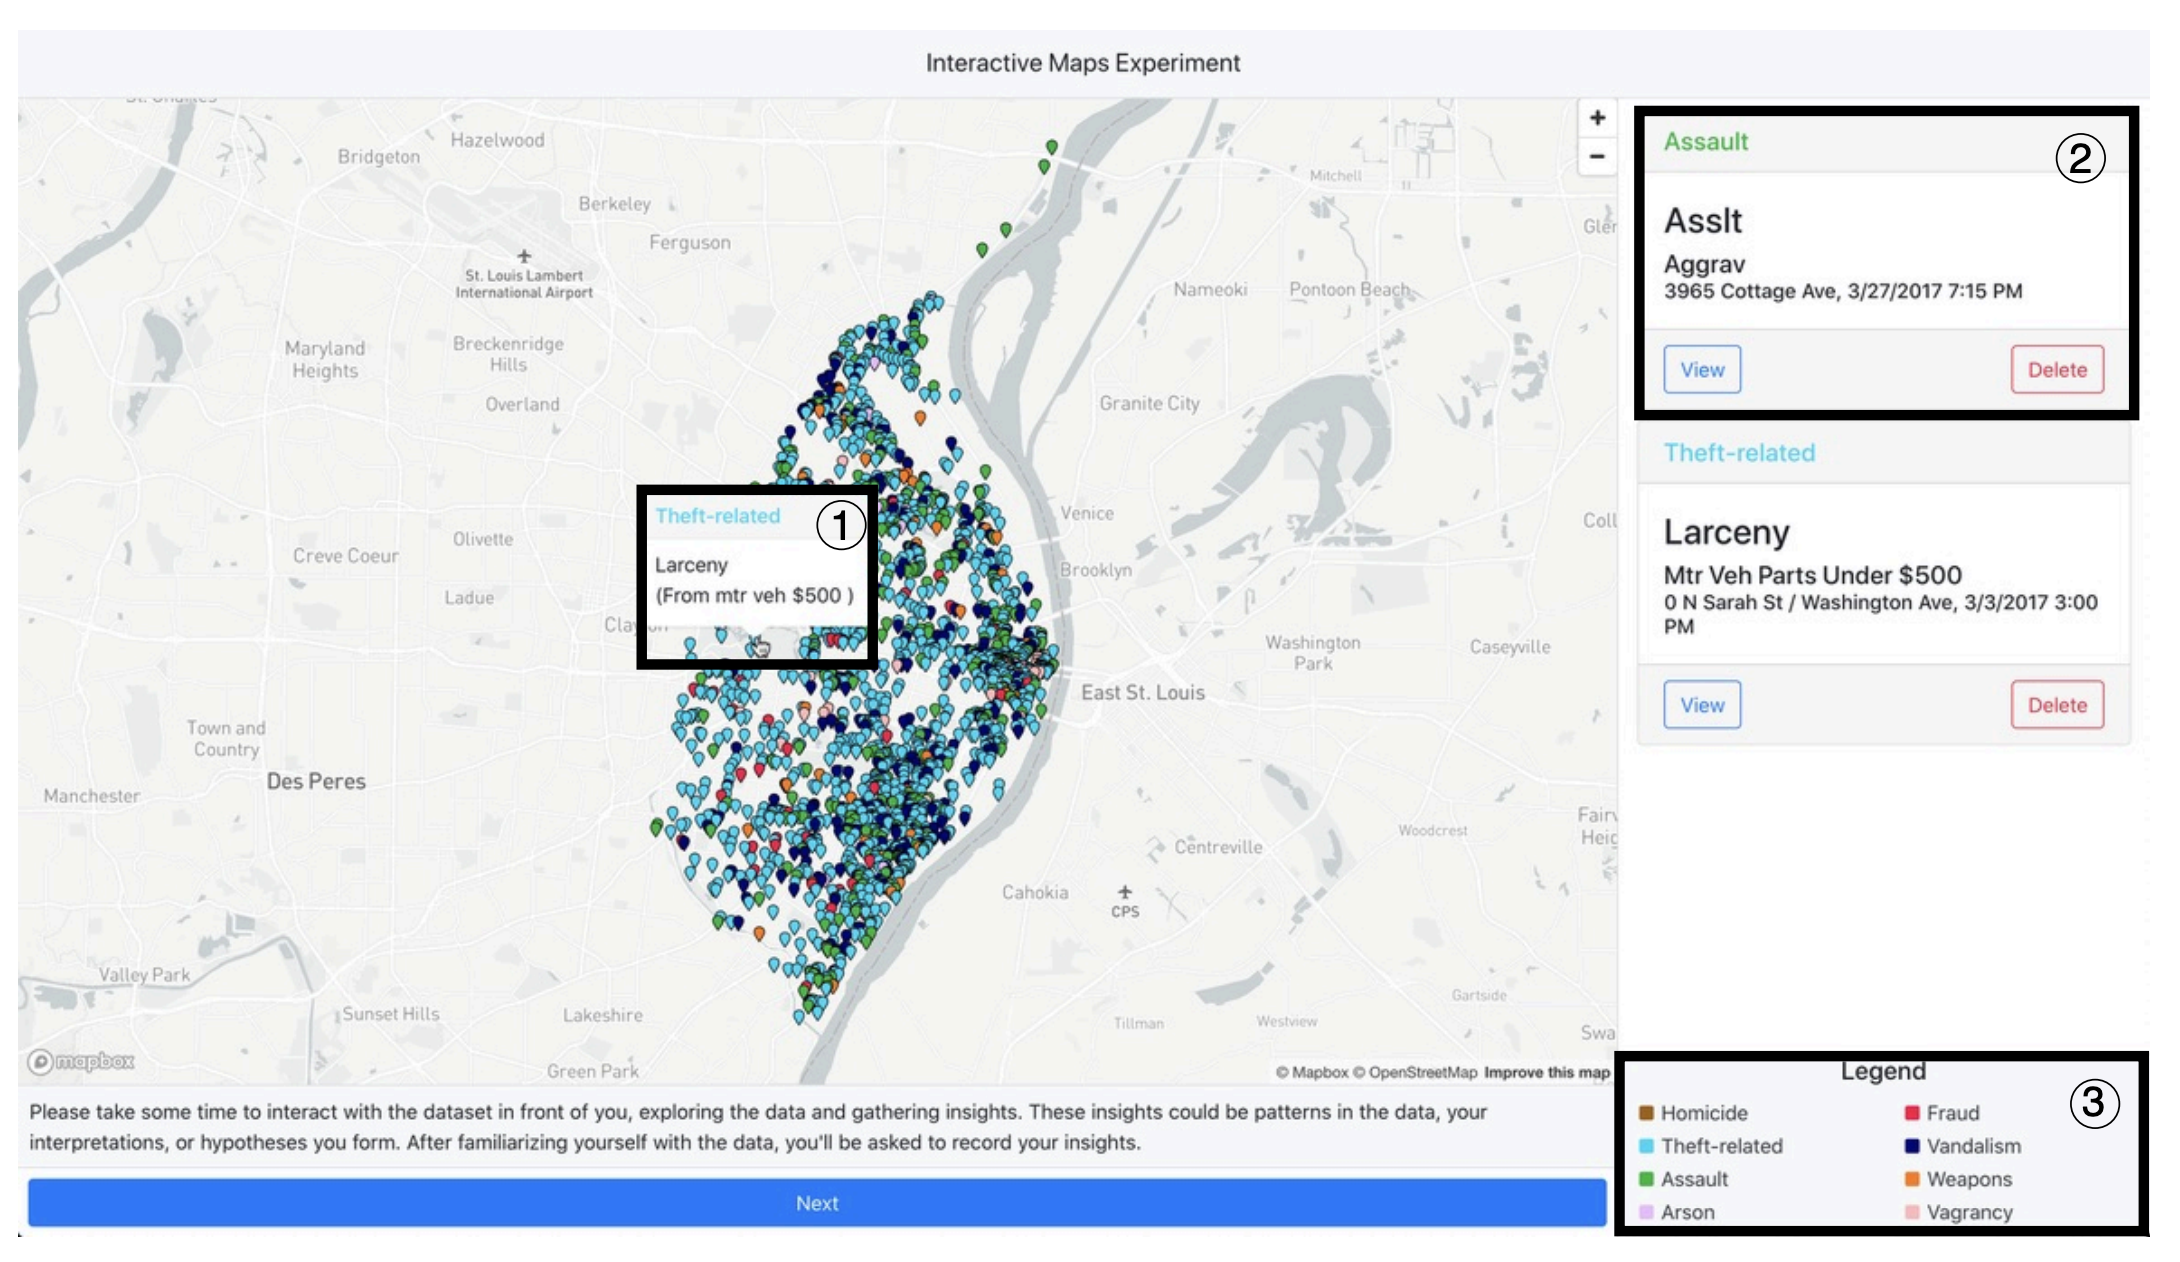 Interactive Maps Experiment
Hazelwood
Bridgeton
Berkeley
Ferguson
St. Louis Lambert
International Airport
Mitchell
Nameoki
Pontoon Beach
Maryland
Heights
Breckenridge
Hills
Overland
Granite City
Venice
Olivette
Creve Coeur
Brooklyn
Ladue
Washington
Park
Caseyville
East St. Louis
Town and
Country
Des Peres
Manchester
Woodcrest
Centreville
Cahokia
CPS
Valley Park
Sunset Hills
Lakeshire
Gartside
Tillman
Westview
Green Park
+
−
①
Theft-related
Larceny
(From mtr veh $500 )
mapbox
© Mapbox © OpenStreetMap Improve this map
②
Assault
Asslt
Aggrav
3965 Cottage Ave, 3/27/2017 7:15 PM
View
Delete
Theft-related
Larceny
Mtr Veh Parts Under $500
0 N Sarah St / Washington Ave, 3/3/2017 3:00
PM
View
Delete
Legend
③
Homicide
Fraud
Theft-related
Vandalism
Assault
Weapons
Arson
Vagrancy
Please take some time to interact with the dataset in front of you, exploring the data and gathering insights. These insights could be patterns in the data, your
interpretations, or hypotheses you form. After familiarizing yourself with the data, you'll be asked to record your insights.
Next